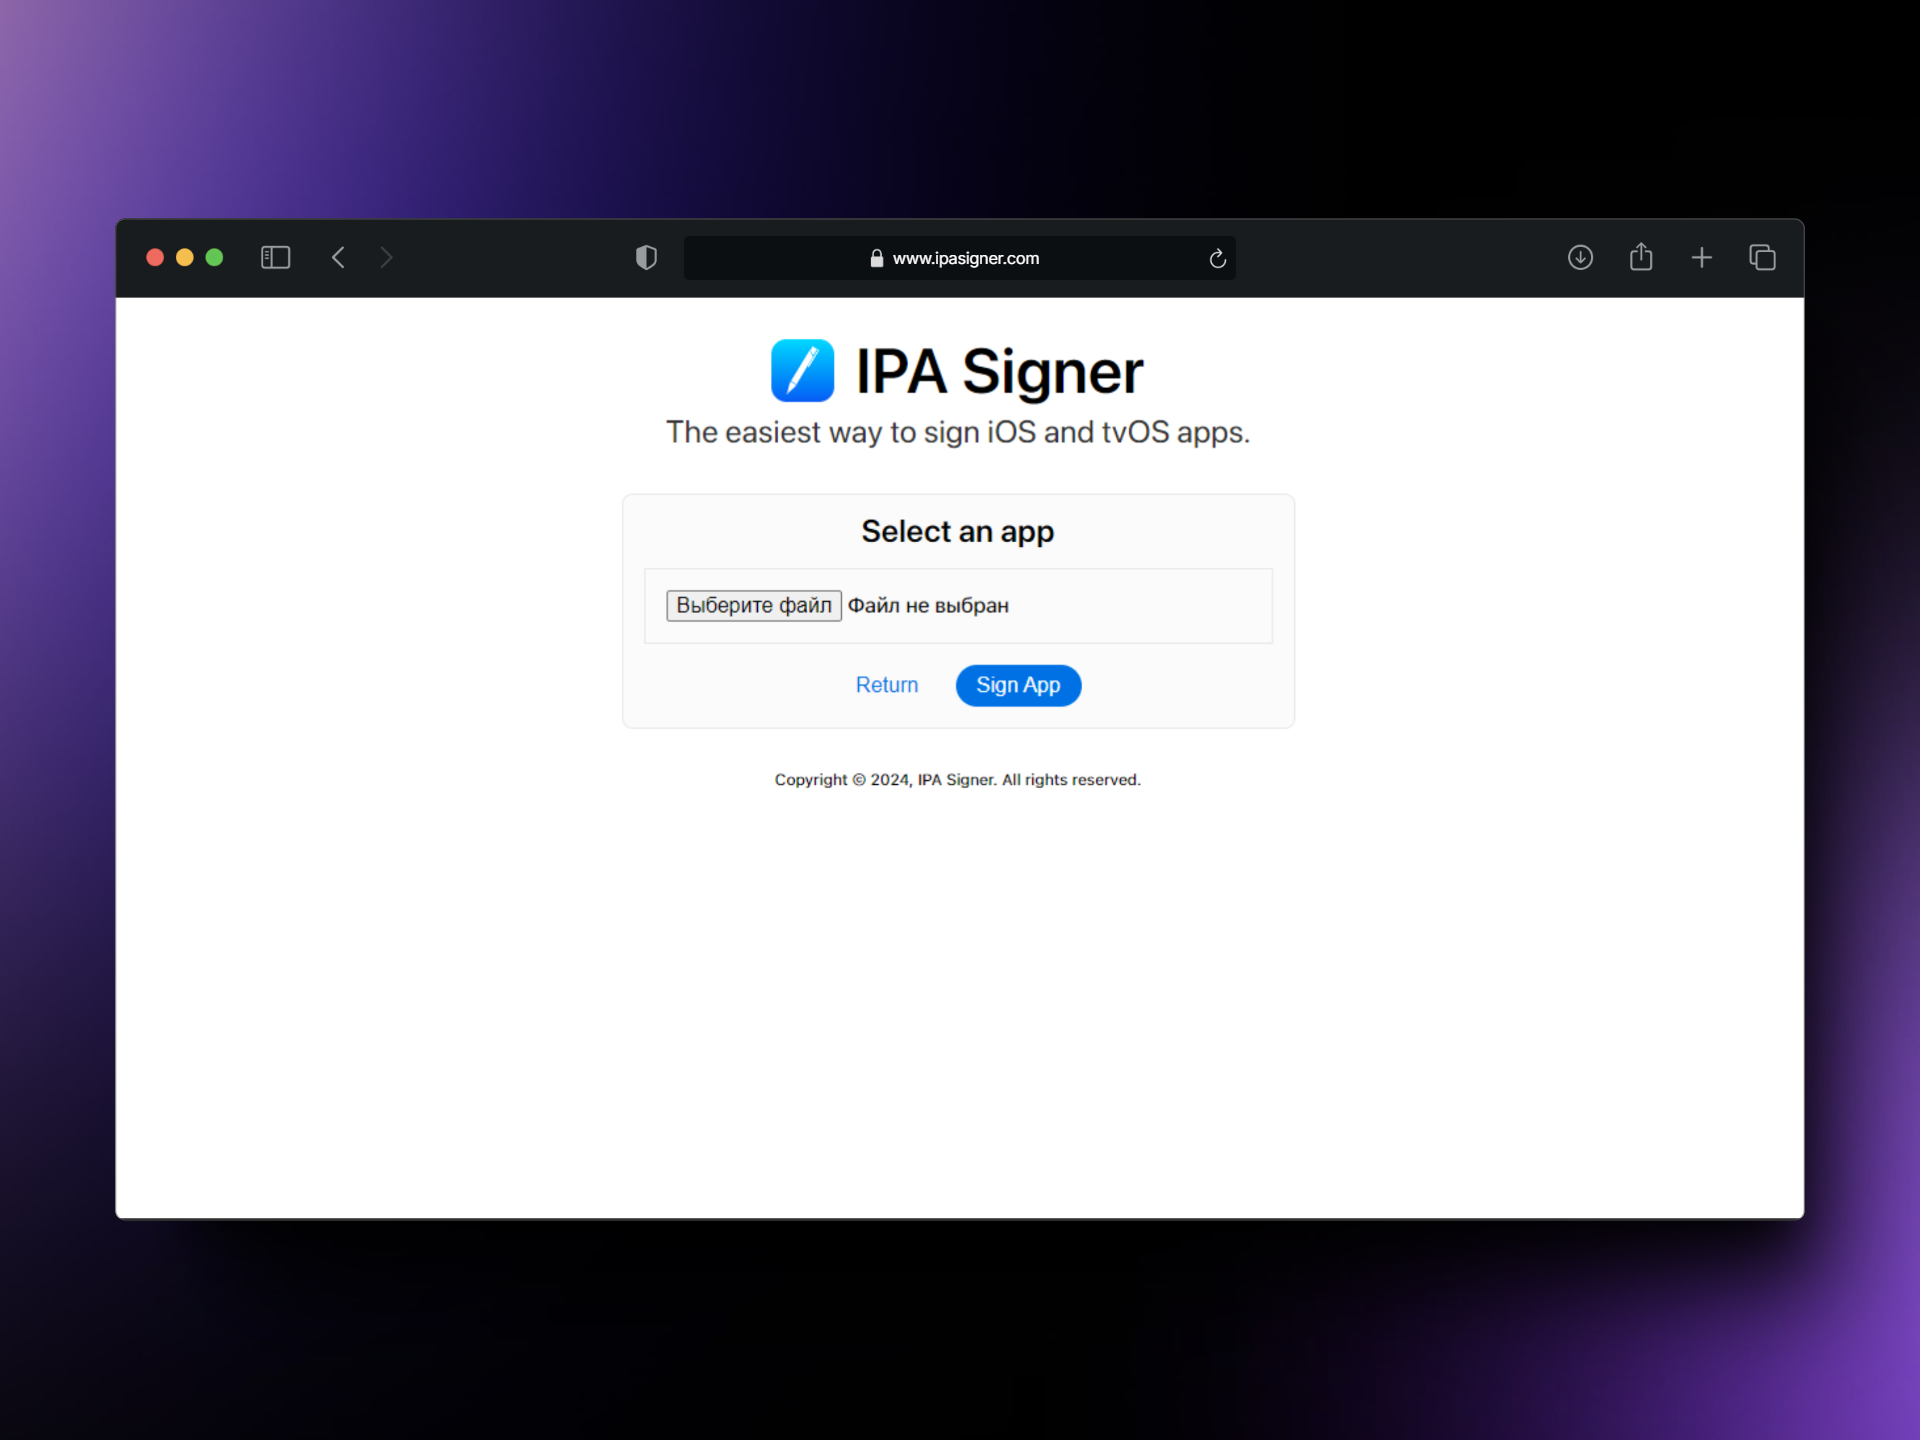 www.ipasigner.com
IPA Signer
The easiest way to sign iOS and tvOS apps.
Select an app
Выберите файл Файл не выбран
Return Sign App
Copyright © 2024, IPA Signer. All rights reserved.